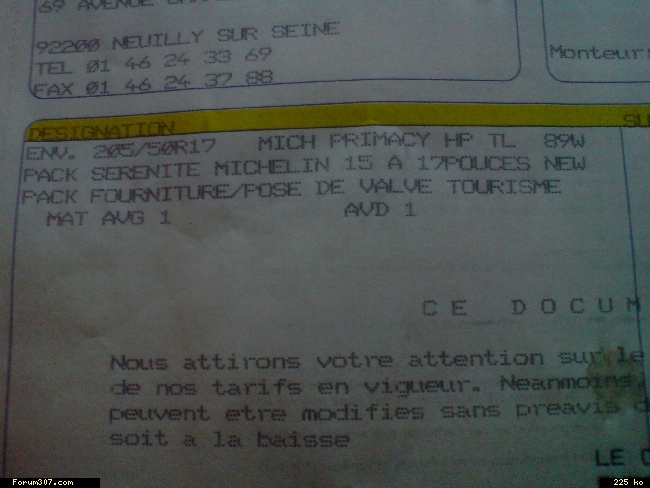 69 AVENUE
92200 NEUILLY SUR SEINE
TEL 01 46 24 33 69
FAX 01 46 24 37 88
Monteur:
DESIGNATION SU
ENV. 205/50R17 MICH PRIMACY HP TL 89W
PACK SERENITE MICHELIN 15 A 17POUCES NEW
PACK FOURNITURE/POSE DE VALVE TOURISME
MAT AVG 1 AVD 1
CE DOCUM
Nous attirons votre attention sur le
de nos tarifs en vigueur. Neanmoins,
peuvent etre modifies sans preavis d
soit a la baisse
LE C
Forum307.com 225 ko